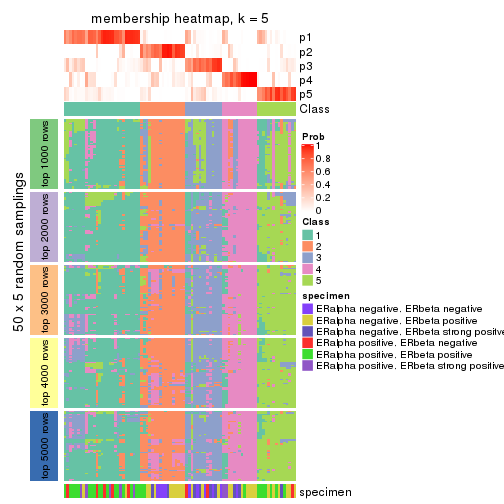 membership heatmap, k = 5
p1
p2
p3
p4
p5
Class
50 x 5 random samplings
top 1000 rows
top 2000 rows
top 3000 rows
top 4000 rows
top 5000 rows
specimen
Prob
1
0.8
0.6
0.4
0.2
0
Class
1
2
3
4
5
specimen
ERalpha negative. ERbeta negative
ERalpha negative. ERbeta positive
ERalpha negative. ERbeta strong positive
ERalpha positive. ERbeta negative
ERalpha positive. ERbeta positive
ERalpha positive. ERbeta strong positive